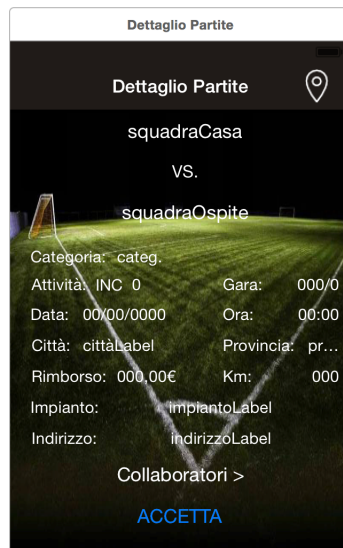 Dettaglio Partite
Dettaglio Partite
squadraCasa
VS.
squadraOspite
Categoria: categ.
Attività: INC 0 Gara: 000/0
Data: 00/00/0000 Ora: 00:00
Città: cittàLabel Provincia: pr...
Rimborso: 000,00€ Km: 000
Impianto: impiantoLabel
Indirizzo: indirizzoLabel
Collaboratori >
ACCETTA